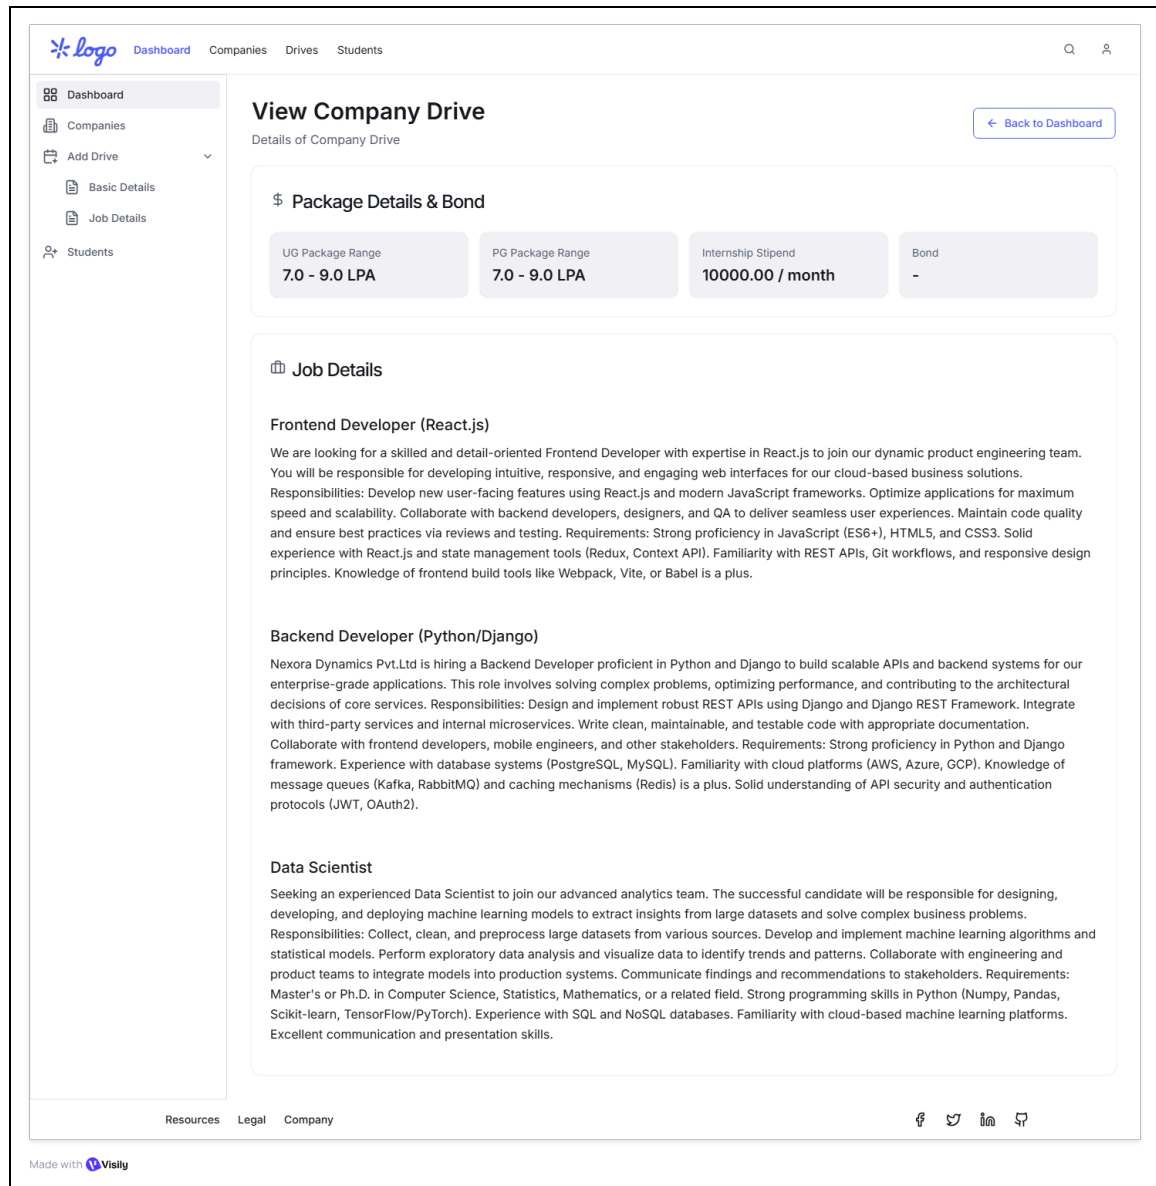 logo
Dashboard Companies Drives Students
Dashboard
Companies
Add Drive
Basic Details
Job Details
Students
View Company Drive
Details of Company Drive
Back to Dashboard
Package Details & Bond
UG Package Range
7.0 - 9.0 LPA
PG Package Range
7.0 - 9.0 LPA
Internship Stipend
10000.00 / month
Bond
-
Job Details
Frontend Developer (React.js)
We are looking for a skilled and detail-oriented Frontend Developer with expertise in React.js to join our dynamic product engineering team.
You will be responsible for developing intuitive, responsive, and engaging web interfaces for our cloud-based business solutions.
Responsibilities: Develop new user-facing features using React.js and modern JavaScript frameworks. Optimize applications for maximum
speed and scalability. Collaborate with backend developers, designers, and QA to deliver seamless user experiences. Maintain code quality
and ensure best practices via reviews and testing. Requirements: Strong proficiency in JavaScript (ES6+), HTML5, and CSS3. Solid
experience with React.js and state management tools (Redux, Context API). Familiarity with REST APIs, Git workflows, and responsive design
principles. Knowledge of frontend build tools like Webpack, Vite, or Babel is a plus.
Backend Developer (Python/Django)
Nexora Dynamics Pvt.Ltd is hiring a Backend Developer proficient in Python and Django to build scalable APIs and backend systems for our
enterprise-grade applications. This role involves solving complex problems, optimizing performance, and contributing to the architectural
decisions of core services. Responsibilities: Design and implement robust REST APIs using Django and Django REST Framework. Integrate
with third-party services and internal microservices. Write clean, maintainable, and testable code with appropriate documentation.
Collaborate with frontend developers, mobile engineers, and other stakeholders. Requirements: Strong proficiency in Python and Django
framework. Experience with database systems (PostgreSQL, MySQL). Familiarity with cloud platforms (AWS, Azure, GCP). Knowledge of
message queues (Kafka, RabbitMQ) and caching mechanisms (Redis) is a plus. Solid understanding of API security and authentication
protocols (JWT, OAuth2).
Data Scientist
Seeking an experienced Data Scientist to join our advanced analytics team. The successful candidate will be responsible for designing,
developing, and deploying machine learning models to extract insights from large datasets and solve complex business problems.
Responsibilities: Collect, clean, and preprocess large datasets from various sources. Develop and implement machine learning algorithms and
statistical models. Perform exploratory data analysis and visualize data to identify trends and patterns. Collaborate with engineering and
product teams to integrate models into production systems. Communicate findings and recommendations to stakeholders. Requirements:
Master's or Ph.D. in Computer Science, Statistics, Mathematics, or a related field. Strong programming skills in Python (Numpy, Pandas,
Scikit-learn, TensorFlow/PyTorch). Experience with SQL and NoSQL databases. Familiarity with cloud-based machine learning platforms.
Excellent communication and presentation skills.
Resources Legal Company
Made with Visily